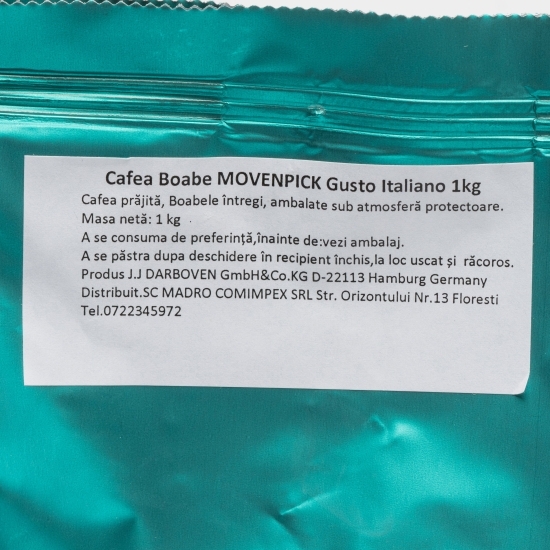 Cafea Boabe MOVENPICK Gusto Italiano 1kg
Cafea prăjită, Boabele întregi, ambalate sub atmosferă protectoare.
Masa netă: 1 kg
A se consuma de preferință,înainte de:vezi ambalaj.
A se păstra dupa deschidere în recipient închis,la loc uscat și răcoros.
Produs J.J DARBOVEN GmbH&Co.KG D-22113 Hamburg Germany
Distribuit.SC MADRO COMIMPEX SRL Str. Orizontului Nr.13 Floresti
Tel.0722345972